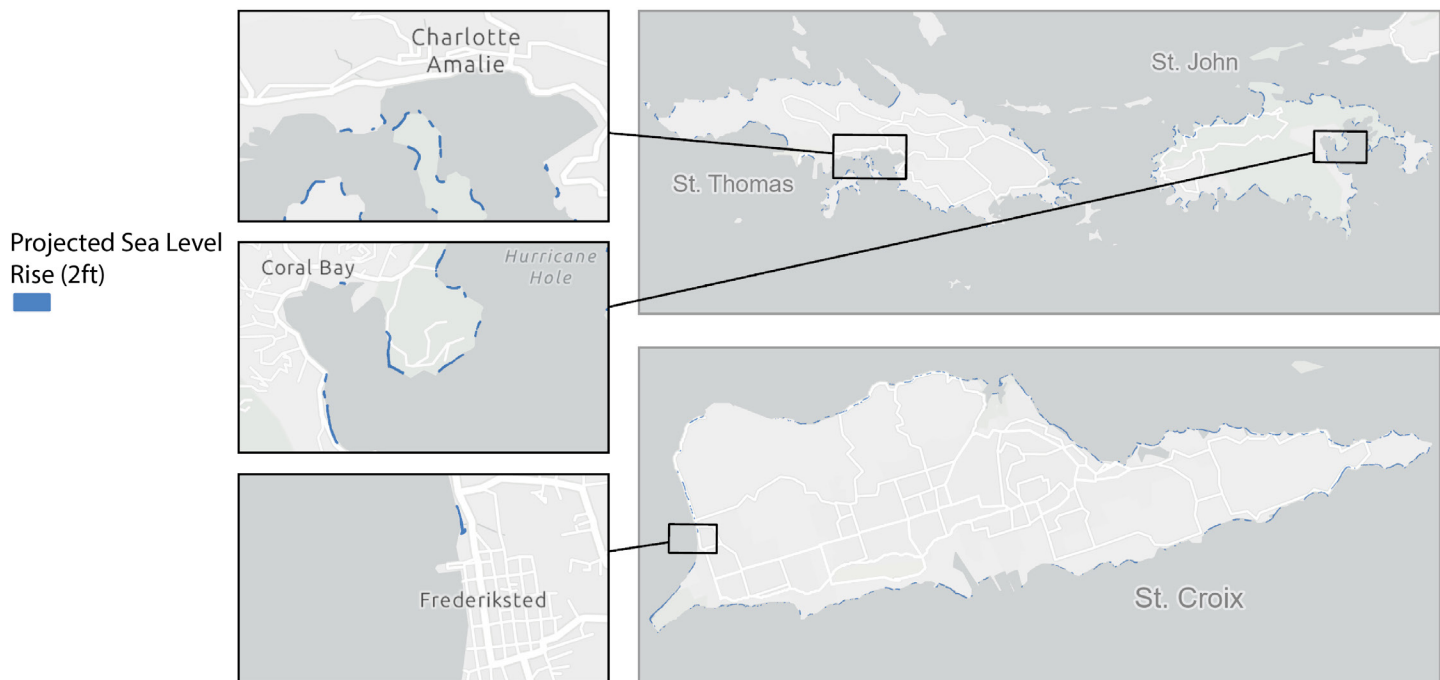 Projected Sea Level
Rise (2ft)
Charlotte
Amalie
Coral Bay
Hurricane
Hole
Frederiksted
St. John
St. Thomas
St. Croix